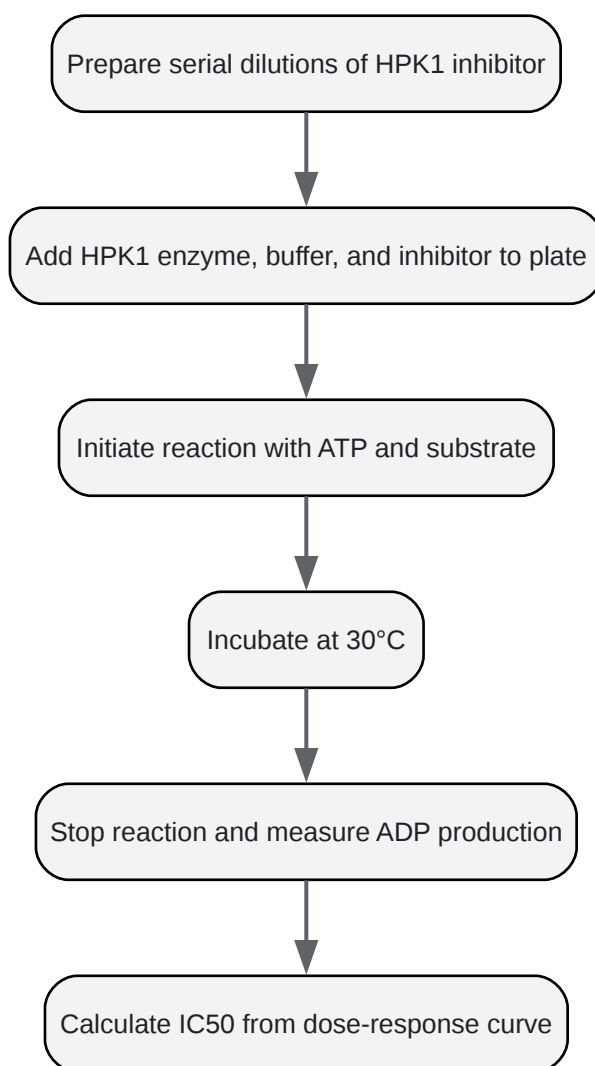 Prepare serial dilutions of HPK1 inhibitor
Add HPK1 enzyme, buffer, and inhibitor to plate
Initiate reaction with ATP and substrate
Incubate at 30°C
Stop reaction and measure ADP production
Calculate IC50 from dose-response curve